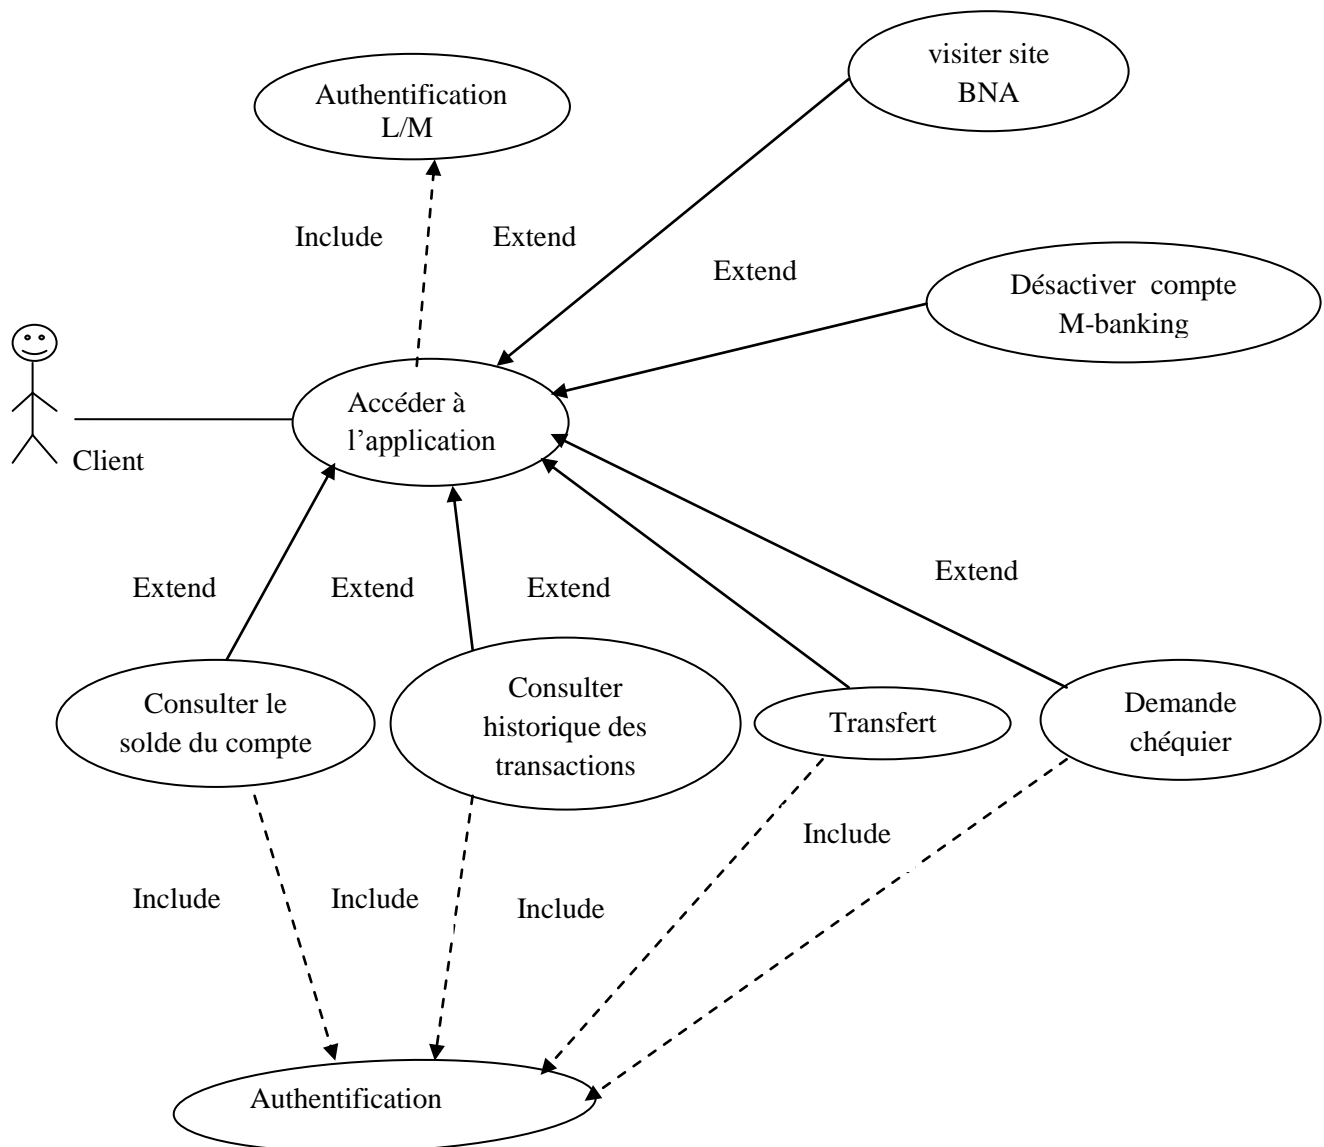 visiter site
BNA
Authentification
L/M
Include
Extend
Extend
Désactiver compte
M-banking
Accéder à
l’application
Client
Extend
Extend
Extend
Extend
Consulter le
solde du compte
Consulter
historique des
transactions
Transfert
Demande
chéquier
Include
Include
Include
Include
Authentification